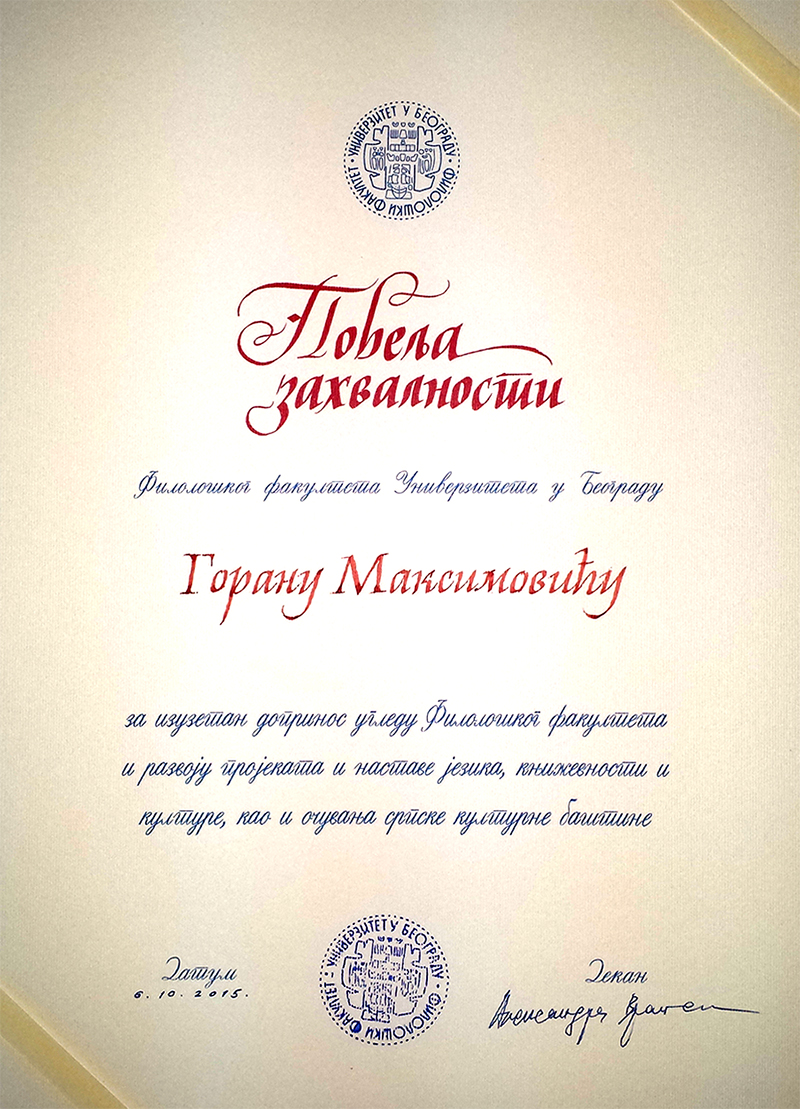 УНИВЕРЗИТЕТ У БЕОГРАДУ · ФИЛОЛОШКИ ФАКУЛТЕТ ·
Повеља
захвалности
Филолошког факултета Универзитета у Београду
Горану Максимовићу
за изузетан допринос угледу Филолошког факултета
и развоју пројеката и наставе језика, књижевности и
културе, као и очувања српске културне баштине
УНИВЕРЗИТЕТ У БЕОГРАДУ · ФИЛОЛОШКИ ФАКУЛТЕТ ·
Датум
6. 10. 2015.
Декан
Александра